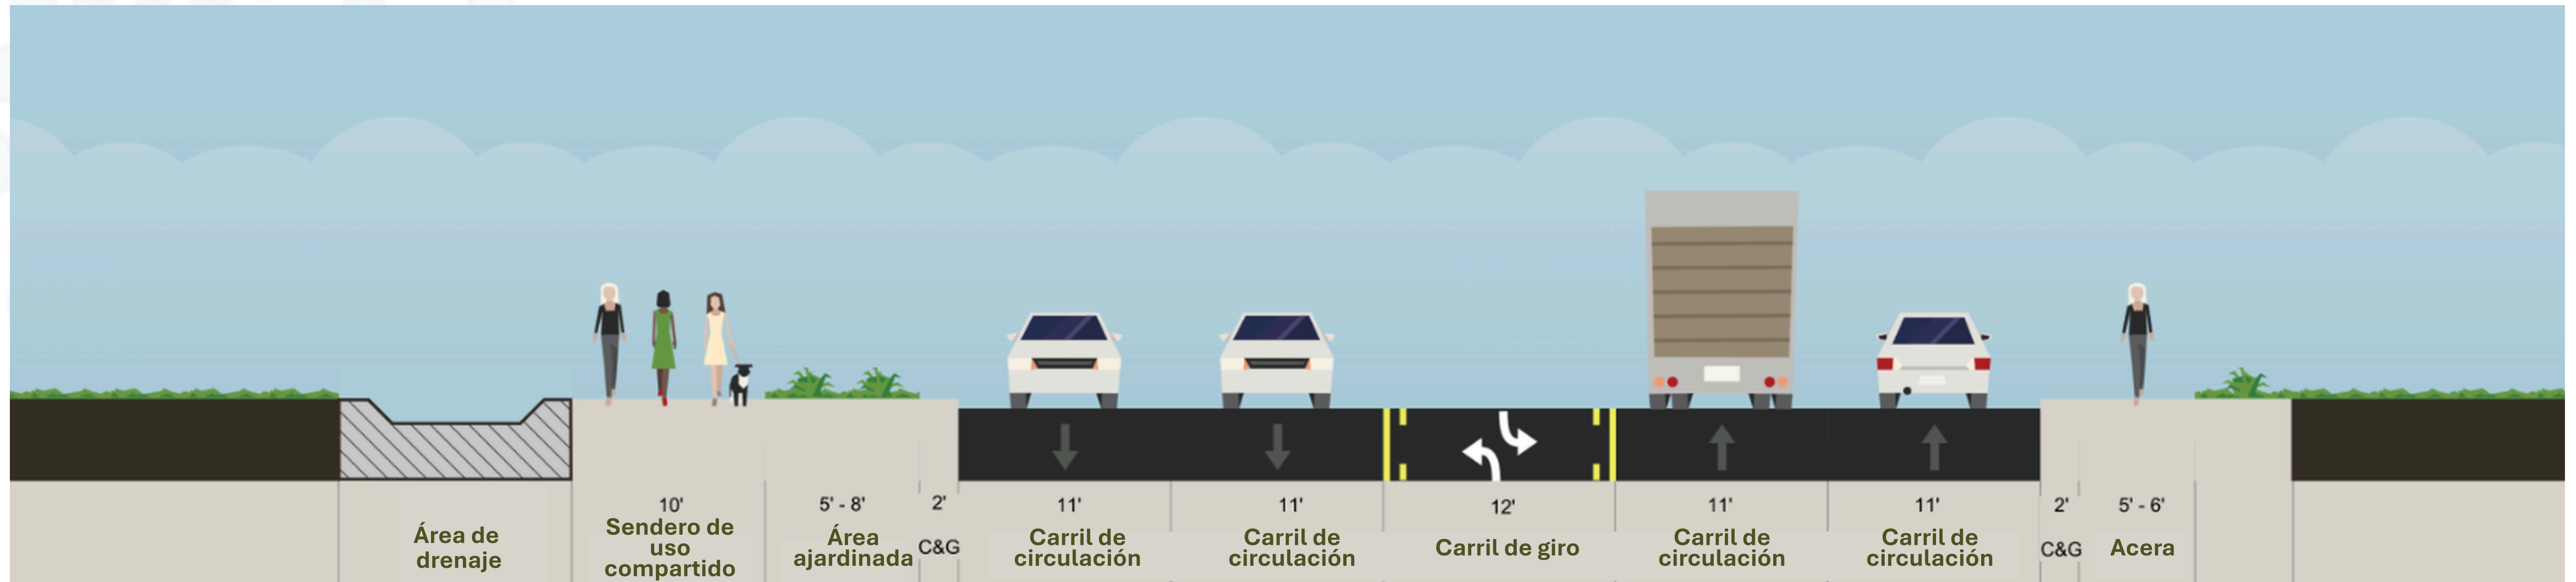 10'
5' - 8'
2'
11'
11'
12'
11'
11'
2'
5' - 6'
Área de
drenaje
Sendero de
uso
compartido
Área
ajardinada
C&G
Carril de
circulación
Carril de
circulación
Carril de giro
Carril de
circulación
Carril de
circulación
C&G
Acera